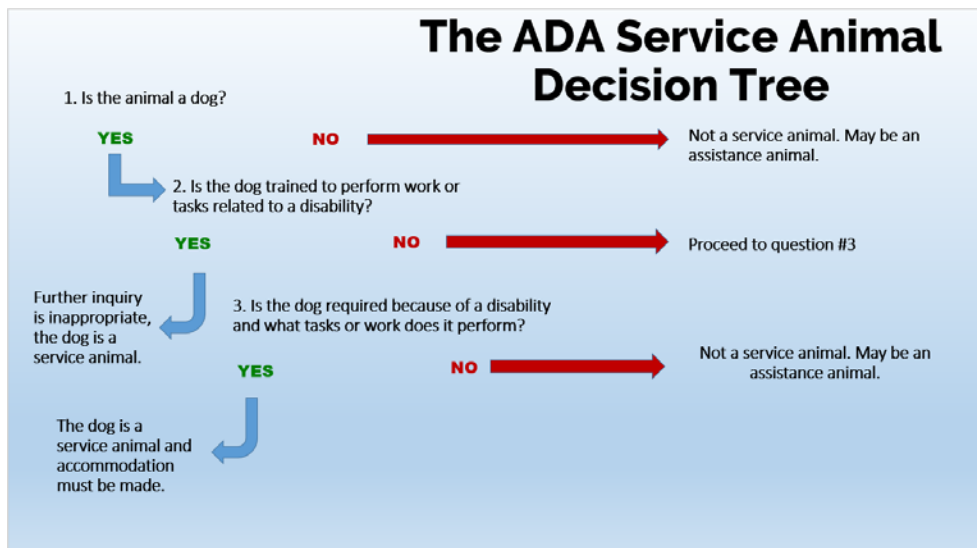 The ADA Service Animal
Decision Tree
1. Is the animal a dog?
YES
NO
Not a service animal. May be an
assistance animal.
2. Is the dog trained to perform work or
tasks related to a disability?
YES
NO
Proceed to question #3
Further inquiry
is inappropriate,
the dog is a
service animal.
3. Is the dog required because of a disability
and what tasks or work does it perform?
YES
NO
Not a service animal. May be an
assistance animal.
The dog is a
service animal and
accommodation
must be made.